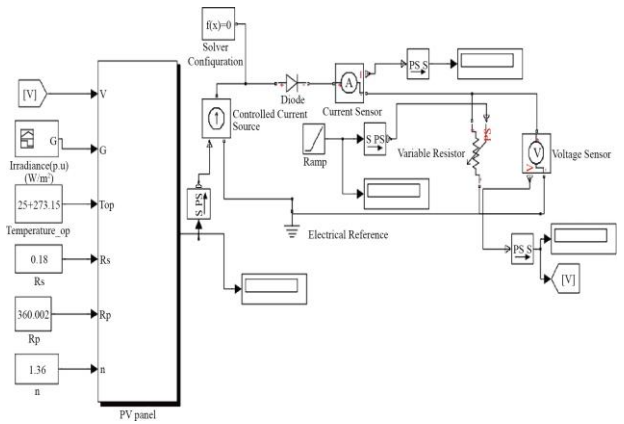 f(x)=0
Solver
Configuration
[V]
V
G
Irradiance(p.u)
(W/m²)
G
25+273.15
Temperature_op
Top
0.18
Rs
Rs
360.002
Rp
Rp
1.36
n
n
PV panel
Controlled Current
Source
S PS
Diode
A
Current Sensor
PS S
Ramp
S PS
PS
Variable Resistor
V
V
Voltage Sensor
Electrical Reference
PS S
[V]